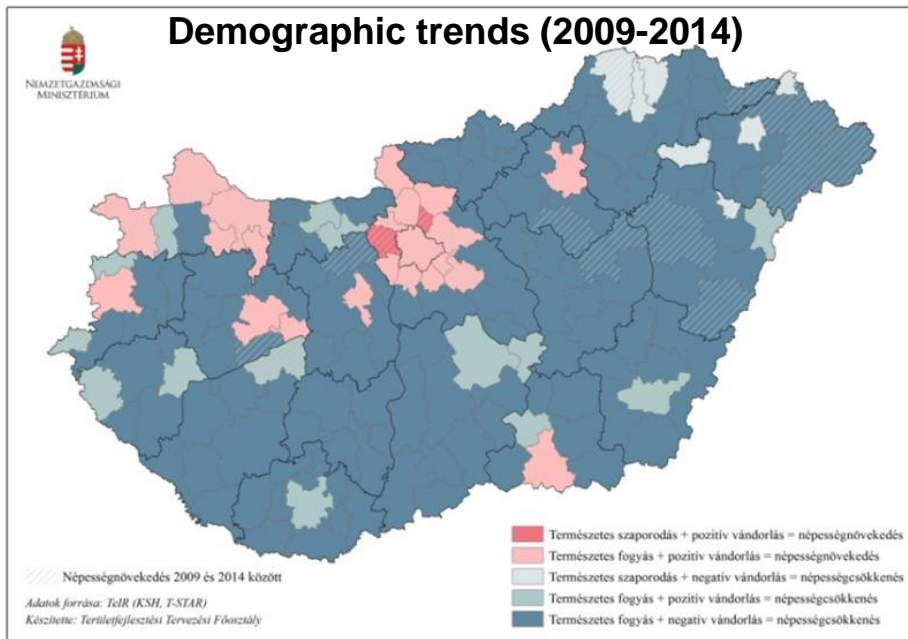 Demographic trends (2009-2014)
NEMZETGAZDASÁGI
MINISZTÉRIUM
Természetes szaporodás + pozitív vándorlás = népességnövekedés
Természetes fogyás + pozitív vándorlás = népességnövekedés
Természetes szaporodás + negatív vándorlás = népességcsökkenés
Természetes fogyás + pozitív vándorlás = népességcsökkenés
Természetes fogyás + negatív vándorlás = népességcsökkenés
Népességnövekedés 2009 és 2014 között
Adatok forrása: TeIR (KSH, T-STAR)
Készítette: Területfejlesztési Tervezési Főosztály